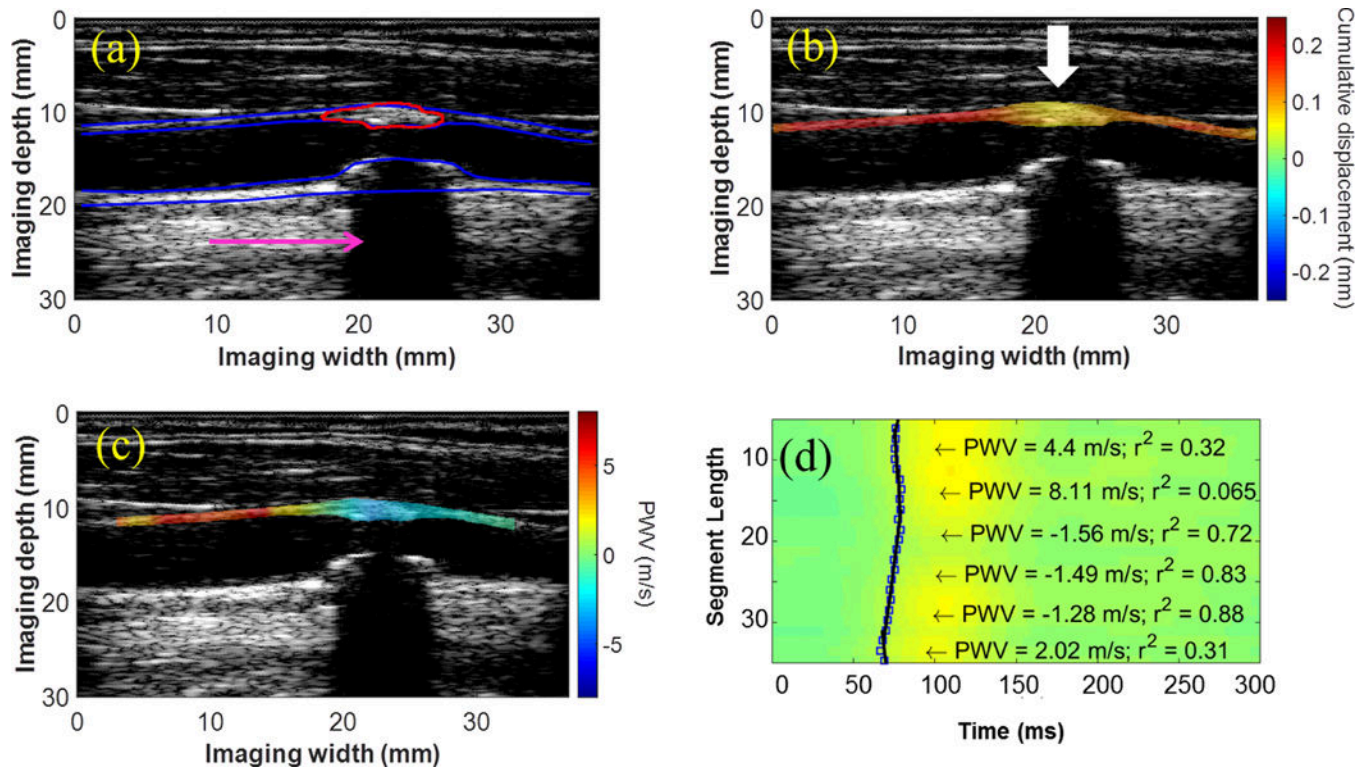 (a)
Imaging depth (mm)
0
10
20
30
0
10
20
30
Imaging width (mm)
(b)
Imaging depth (mm)
0
10
20
30
0
10
20
30
Imaging width (mm)
0.2
0.1
0
-0.1
-0.2
Cumulative displacement (mm)
(c)
Imaging depth (mm)
0
10
20
30
0
10
20
30
Imaging width (mm)
5
0
-5
PWV (m/s)
(d)
Segment Length
10
20
30
← PWV = 4.4 m/s; r² = 0.32
← PWV = 8.11 m/s; r² = 0.065
← PWV = -1.56 m/s; r² = 0.72
← PWV = -1.49 m/s; r² = 0.83
← PWV = -1.28 m/s; r² = 0.88
← PWV = 2.02 m/s; r² = 0.31
0
50
100
150
200
250
300
Time (ms)